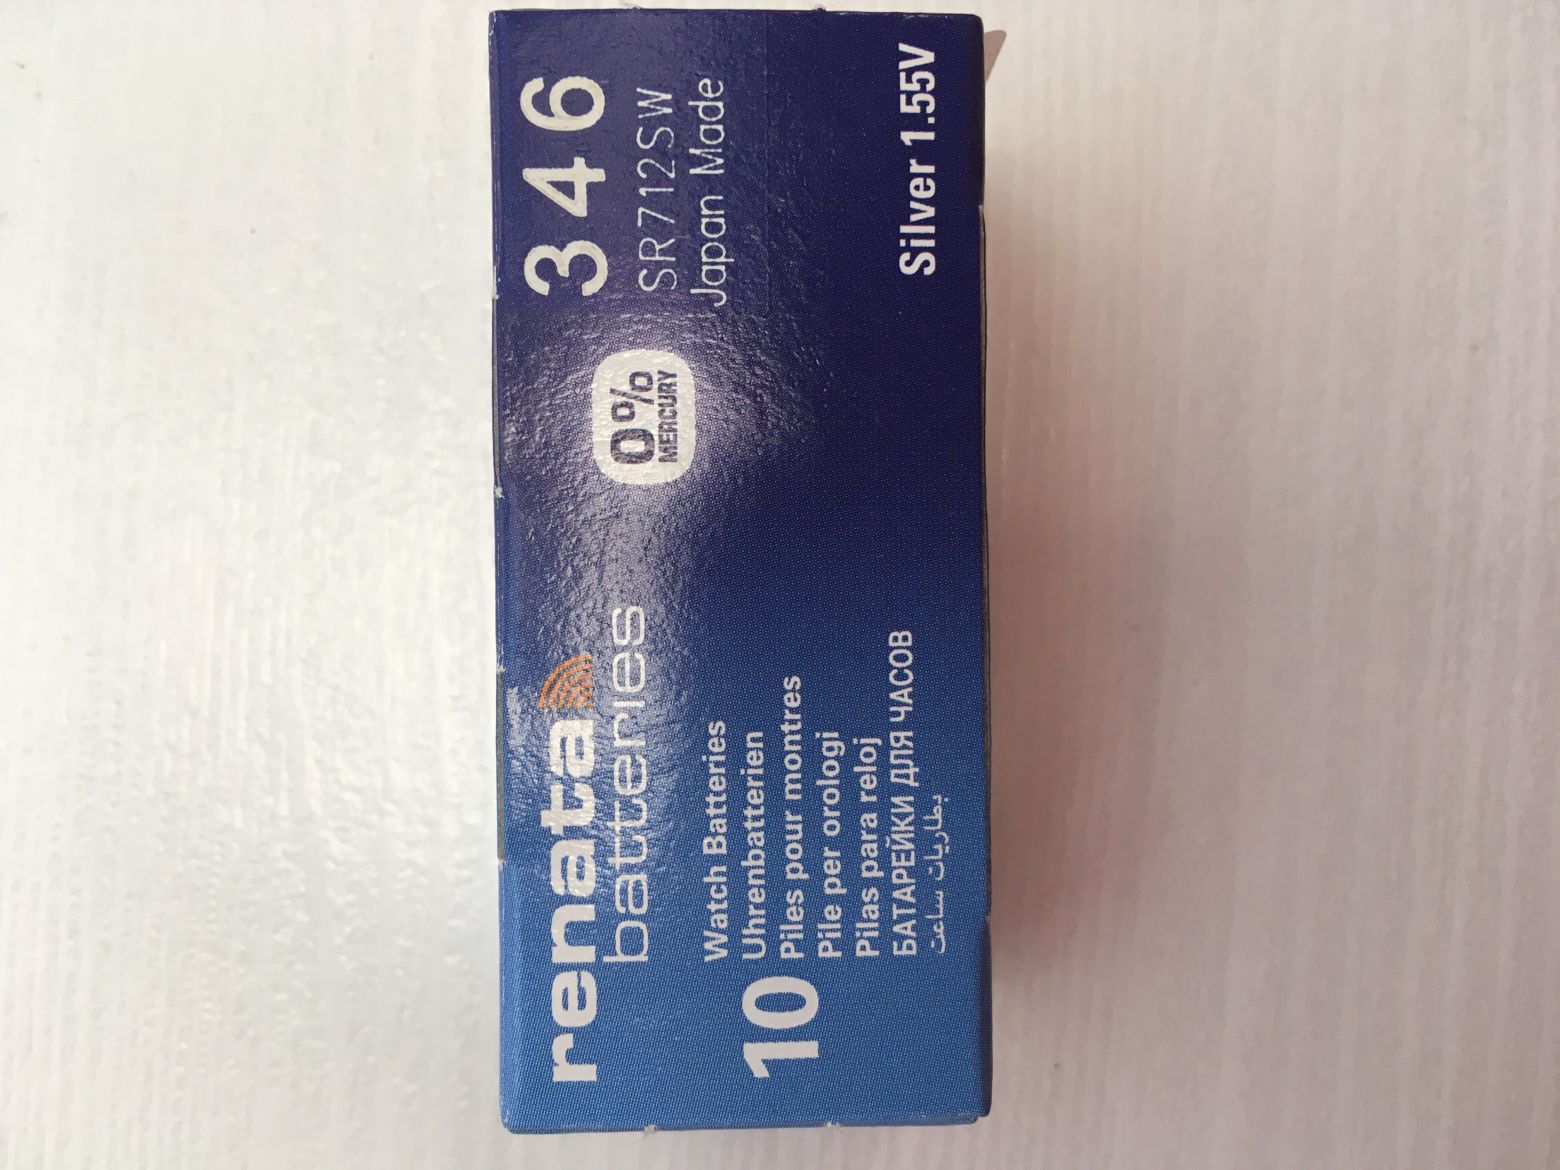 renata
batteries
0%
MERCURY
346
SR712SW
Japan Made
10
Watch Batteries
Uhrenbatterien
Piles pour montres
Pile per orologi
Pilas para reloj
БАТАРЕЙКИ ДЛЯ ЧАСОВ
بطاريات ساعت
Silver 1.55V